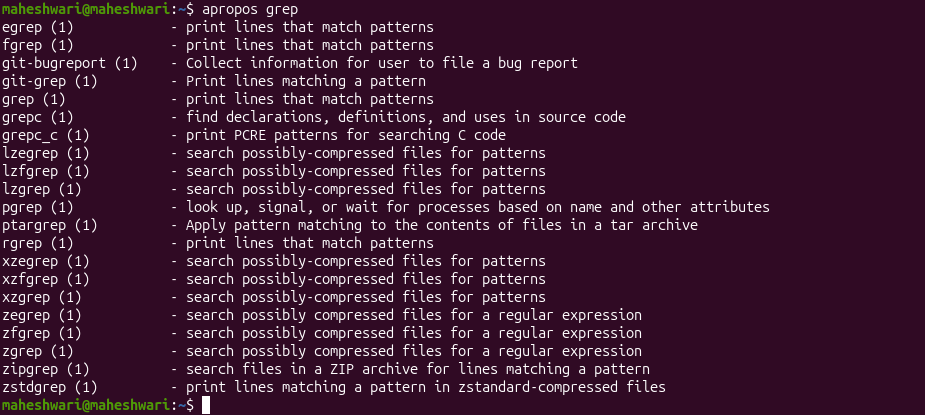 maheshwari@maheshwari:~$ apropos grep
egrep (1)            - print lines that match patterns
fgrep (1)            - print lines that match patterns
git-bugreport (1)    - Collect information for user to file a bug report
git-grep (1)         - Print lines matching a pattern
grep (1)             - print lines that match patterns
grepc (1)            - find declarations, definitions, and uses in source code
grepc_c (1)          - print PCRE patterns for searching C code
lzegrep (1)          - search possibly-compressed files for patterns
lzfgrep (1)          - search possibly-compressed files for patterns
lzgrep (1)           - search possibly-compressed files for patterns
pgrep (1)            - look up, signal, or wait for processes based on name and other attributes
ptargrep (1)         - Apply pattern matching to the contents of files in a tar archive
rgrep (1)            - print lines that match patterns
xzegrep (1)          - search possibly-compressed files for patterns
xzfgrep (1)          - search possibly-compressed files for patterns
xzgrep (1)           - search possibly-compressed files for patterns
zegrep (1)           - search possibly compressed files for a regular expression
zfgrep (1)           - search possibly compressed files for a regular expression
zgrep (1)            - search possibly compressed files for a regular expression
zipgrep (1)          - search files in a ZIP archive for lines matching a pattern
zstdgrep (1)         - print lines matching a pattern in zstandard-compressed files
maheshwari@maheshwari:~$